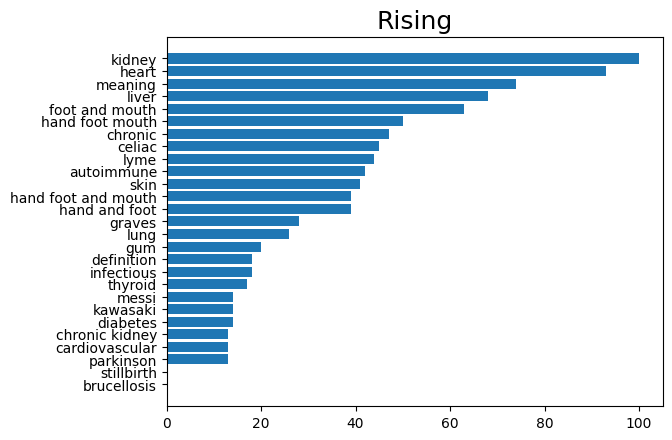 Rising
kidney
heart
meaning
liver
foot and mouth
hand foot mouth
chronic
celiac
lyme
autoimmune
skin
hand foot and mouth
hand and foot
graves
lung
gum
definition
infectious
thyroid
messi
kawasaki
diabetes
chronic kidney
cardiovascular
parkinson
stillbirth
brucellosis
0 20 40 60 80 100